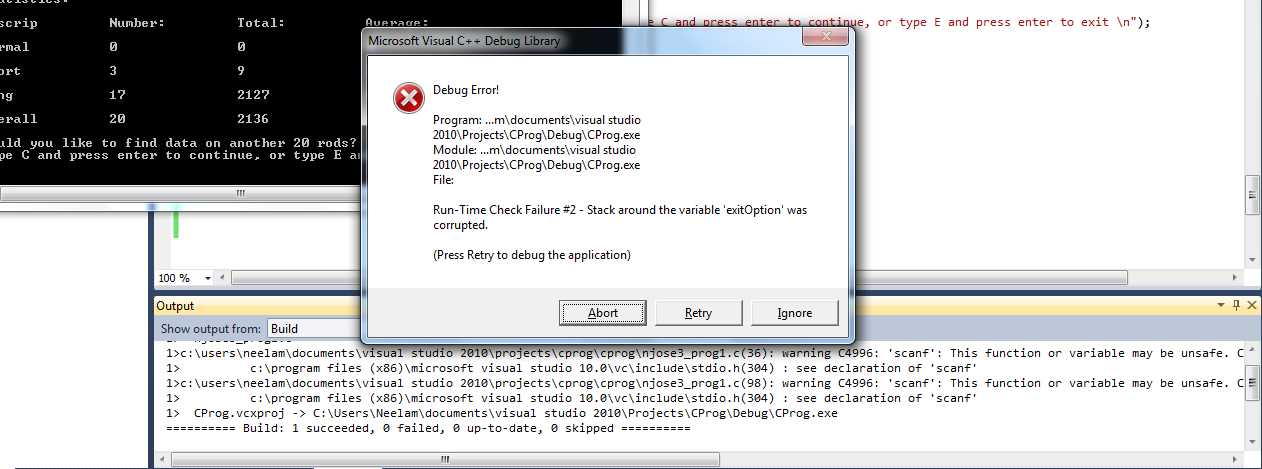 scrip Number: Total: Average:
rmal 0 0
ort 3 9
ng 17 2127
erall 20 2136
uld you like to find data on another 20 rods?
pe C and press enter to continue, or type E a
e C and press enter to continue, or type E and press enter to exit \n");
Microsoft Visual C++ Debug Library
Debug Error!
Program: ...m\documents\visual studio
2010\Projects\CProg\Debug\CProg.exe
Module: ...m\documents\visual studio
2010\Projects\CProg\Debug\CProg.exe
File:
Run-Time Check Failure #2 - Stack around the variable 'exitOption' was
corrupted.
(Press Retry to debug the application)
Abort Retry Ignore
100 %
Output
Show output from: Build
1>c:\users\neelam\documents\visual studio 2010\projects\cprog\cprog\njose3_prog1.c(36): warning C4996: 'scanf': This function or variable may be unsafe. C
1> c:\program files (x86)\microsoft visual studio 10.0\vc\include\stdio.h(304) : see declaration of 'scanf'
1>c:\users\neelam\documents\visual studio 2010\projects\cprog\cprog\njose3_prog1.c(98): warning C4996: 'scanf': This function or variable may be unsafe. C
1> c:\program files (x86)\microsoft visual studio 10.0\vc\include\stdio.h(304) : see declaration of 'scanf'
1> CProg.vcxproj -> C:\Users\Neelam\documents\visual studio 2010\Projects\CProg\Debug\CProg.exe
========== Build: 1 succeeded, 0 failed, 0 up-to-date, 0 skipped ==========